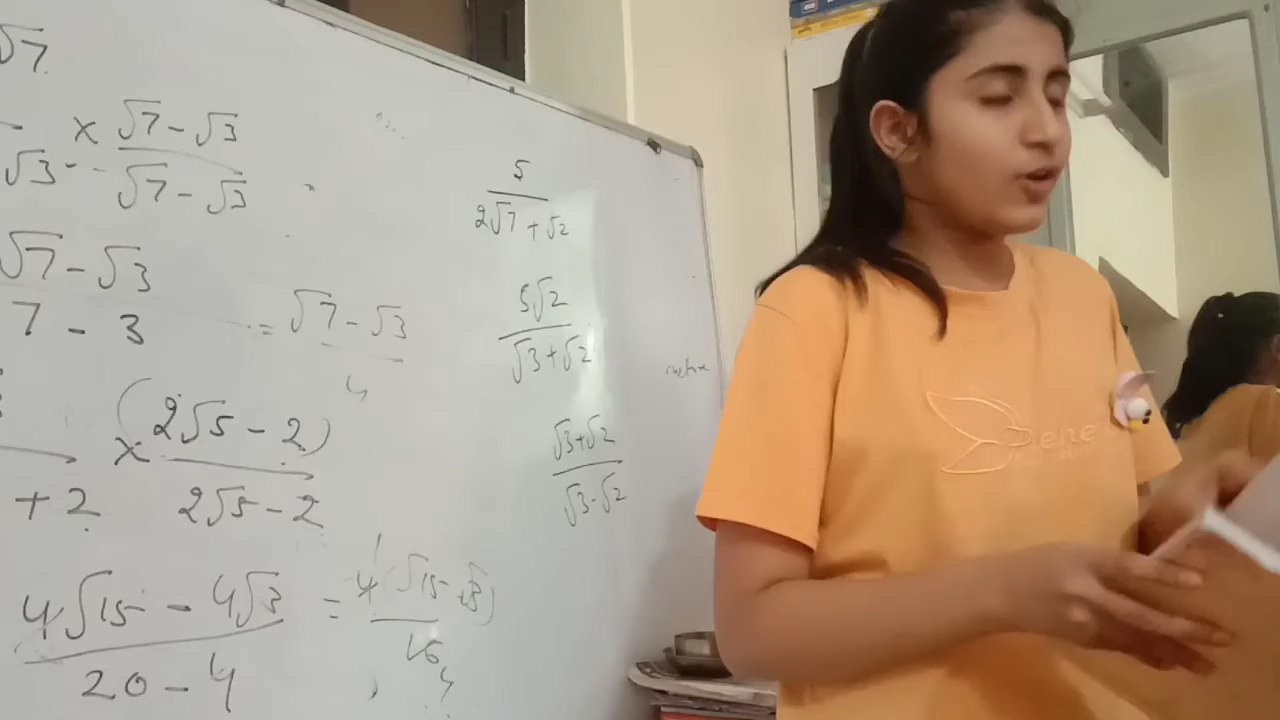 √7
× √7 - √3
√3 √7 - √3
√7 - √3
7 - 3 = √7 - √3
4
(2√5 - 2)
×
+ 2 2√5 - 2
4√15 - 4√3 = 4(√15 - √3)
20 - 4 16
4
5
2√7 + √2
5√2
√3+√2
√3+√2
√3-√2